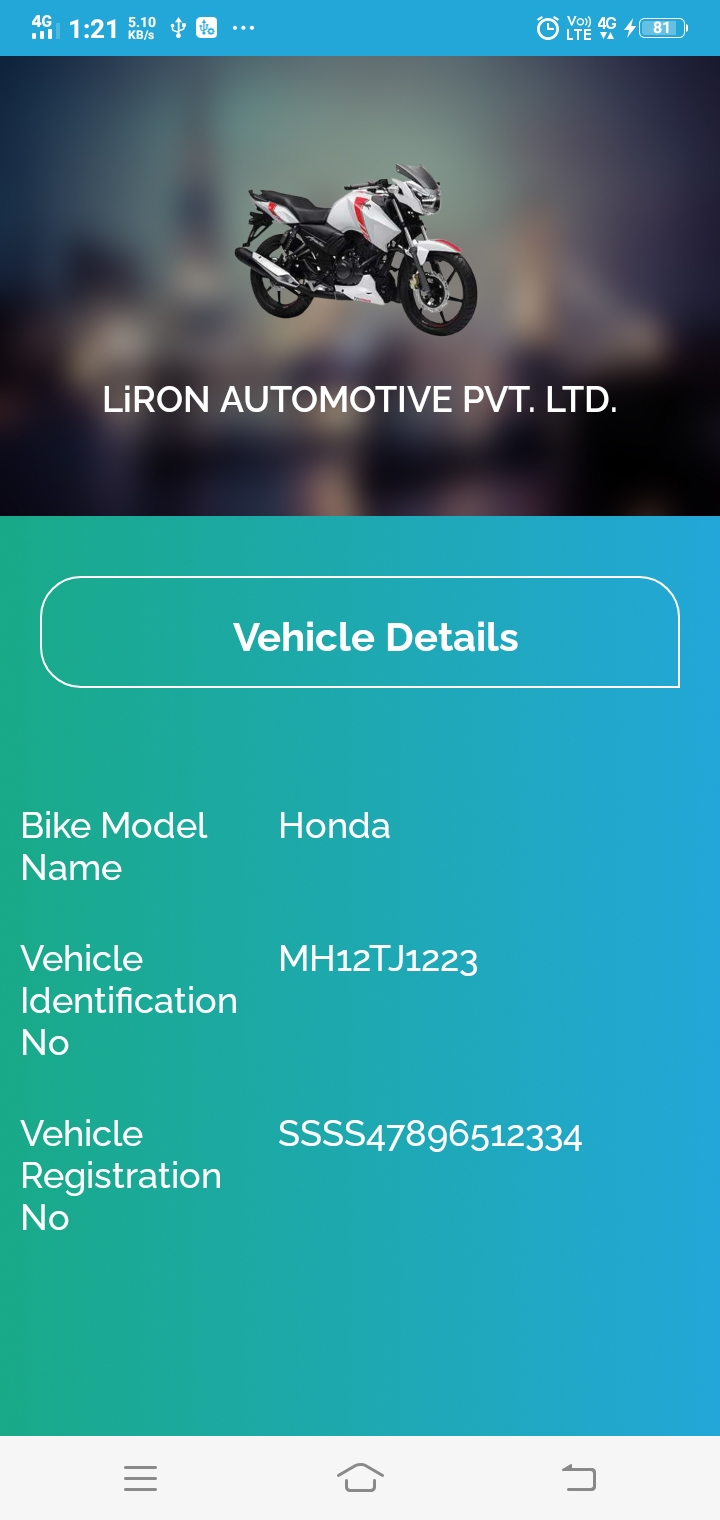 4G 1:21 5.10 KB/s Vo)) LTE 4G 81
LiRON AUTOMOTIVE PVT. LTD.
Vehicle Details
Bike Model Honda
Name
Vehicle MH12TJ1223
Identification
No
Vehicle SSSS47896512334
Registration
No